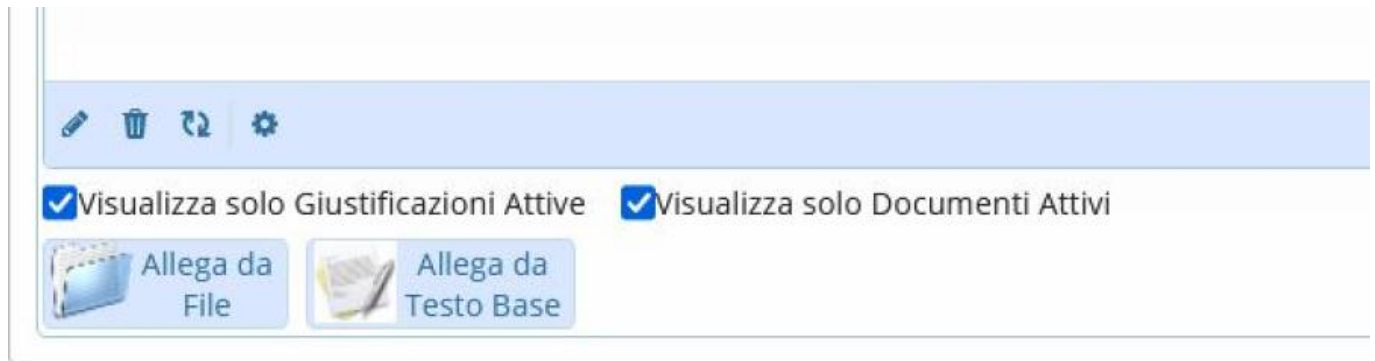 Visualizza solo Giustificazioni Attive Visualizza solo Documenti Attivi
Allega da
File
Allega da
Testo Base